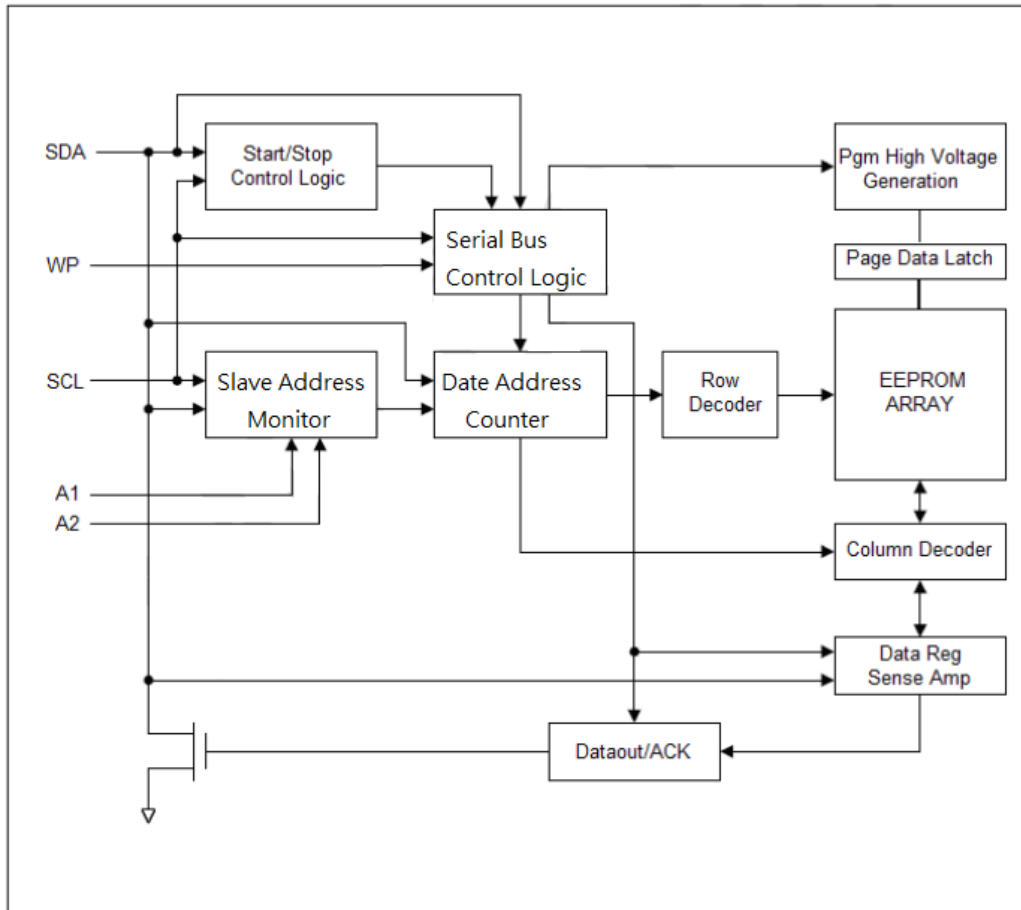 SDA
Start/Stop
Control Logic
Pgm High Voltage
Generation
Serial Bus
Control Logic
WP
Page Data Latch
SCL
Slave Address
Monitor
Date Address
Counter
Row
Decoder
EEPROM
ARRAY
A1
A2
Column Decoder
Data Reg
Sense Amp
Dataout/ACK